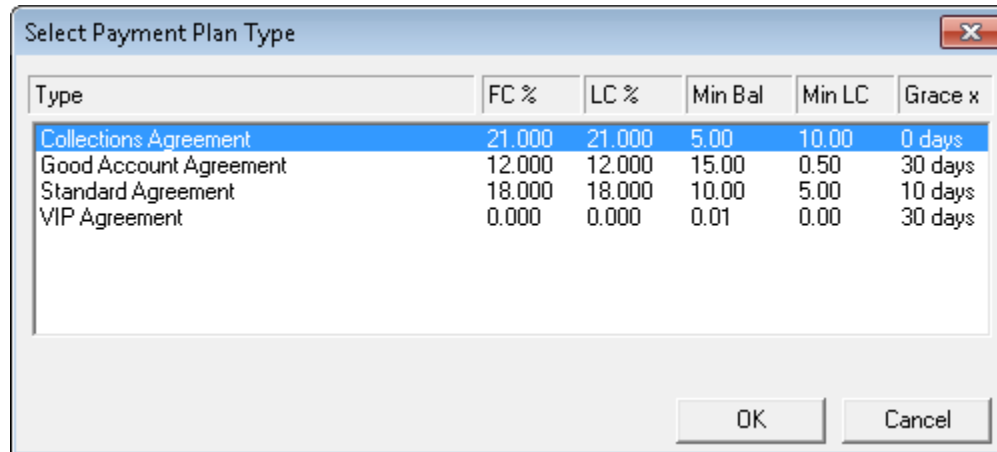 Select Payment Plan Type
Type FC % LC % Min Bal Min LC Grace x
Collections Agreement 21.000 21.000 5.00 10.00 0 days
Good Account Agreement 12.000 12.000 15.00 0.50 30 days
Standard Agreement 18.000 18.000 10.00 5.00 10 days
VIP Agreement 0.000 0.000 0.01 0.00 30 days
OK Cancel